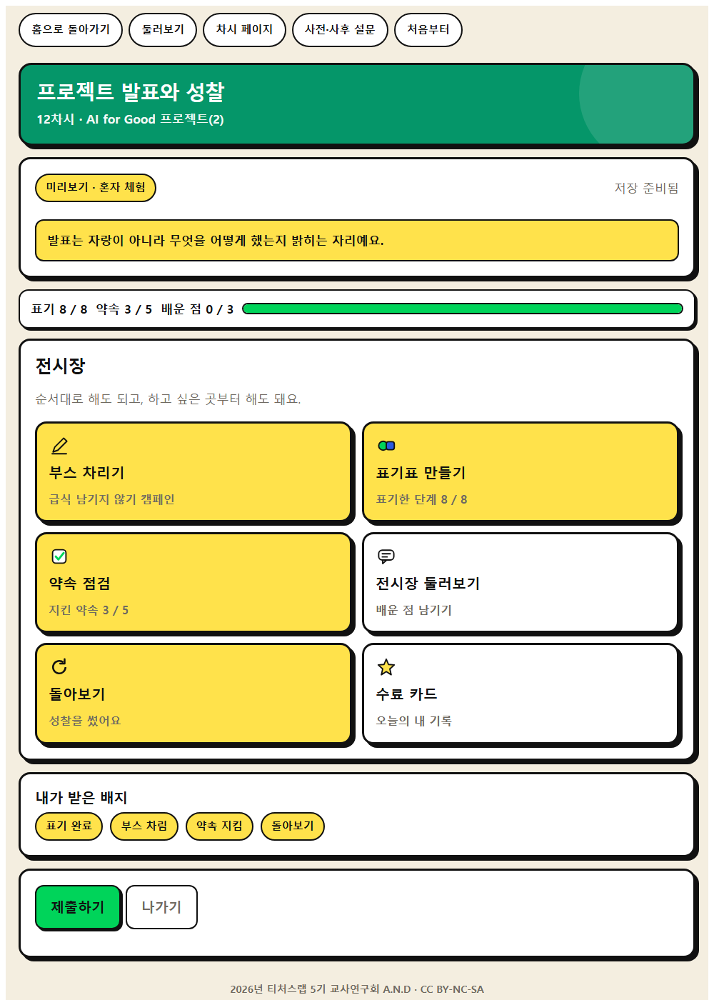 홈으로 돌아가기
둘러보기
차시 페이지
사전·사후 설문
처음부터
프로젝트 발표와 성찰
12차시 · AI for Good 프로젝트(2)
미리보기 · 혼자 체험
저장 준비됨
발표는 자랑이 아니라 무엇을 어떻게 했는지 밝히는 자리예요.
표기 8 / 8 약속 3 / 5 배운 점 0 / 3
전시장
순서대로 해도 되고, 하고 싶은 곳부터 해도 돼요.
부스 차리기
급식 남기지 않기 캠페인
표기표 만들기
표기한 단계 8 / 8
약속 점검
지킨 약속 3 / 5
전시장 둘러보기
배운 점 남기기
돌아보기
성찰을 썼어요
수료 카드
오늘의 내 기록
내가 받은 배지
표기 완료
부스 차림
약속 지킴
돌아보기
제출하기
나가기
2026년 티처스랩 5기 교사연구회 A.N.D · CC BY-NC-SA